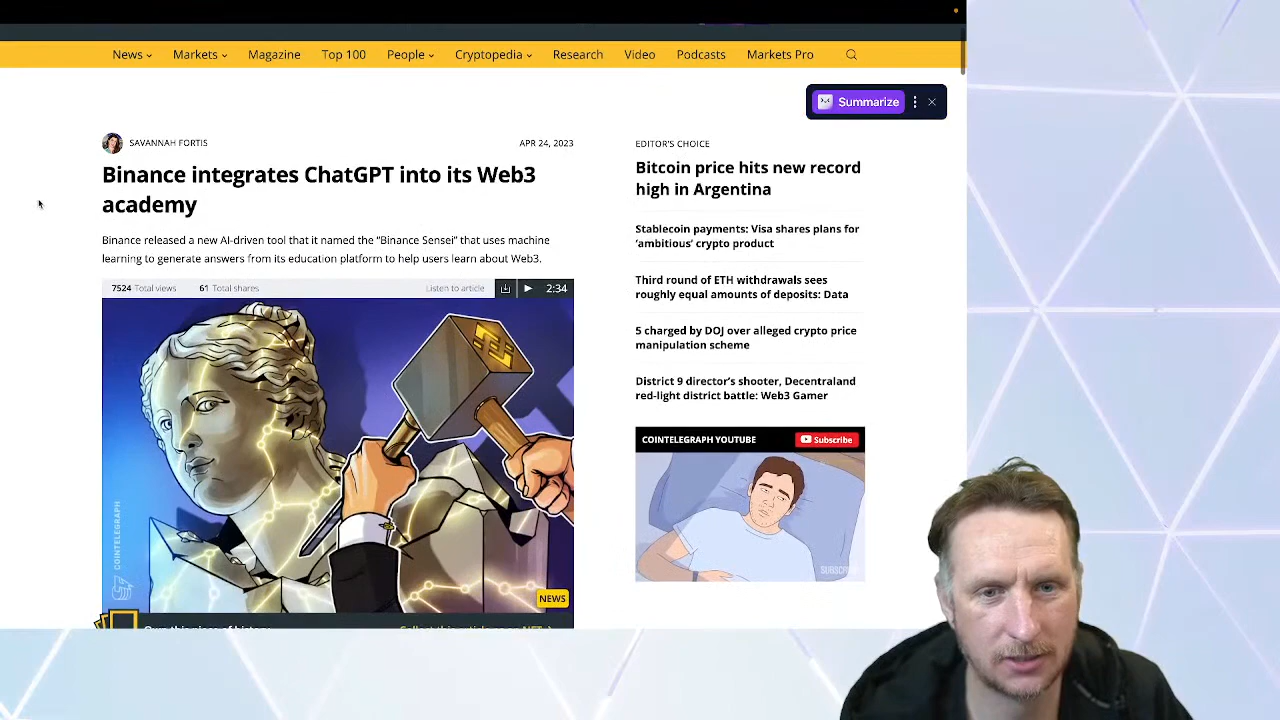 News
Markets
Magazine
Top 100
People
Cryptopedia
Research
Video
Podcasts
Markets Pro
Summarize
SAVANNAH FORTIS
APR 24, 2023
Binance integrates ChatGPT into its Web3
academy
Binance released a new AI-driven tool that it named the “Binance Sensei” that uses machine
learning to generate answers from its education platform to help users learn about Web3.
7524 Total views
61 Total shares
Listen to article
2:34
COINTELEGRAPH
NEWS
EDITOR'S CHOICE
Bitcoin price hits new record
high in Argentina
Stablecoin payments: Visa shares plans for
‘ambitious’ crypto product
Third round of ETH withdrawals sees
roughly equal amounts of deposits: Data
5 charged by DOJ over alleged crypto price
manipulation scheme
District 9 director’s shooter, Decentraland
red-light district battle: Web3 Gamer
COINTELEGRAPH YOUTUBE
Subscribe
SUBSCRIBE